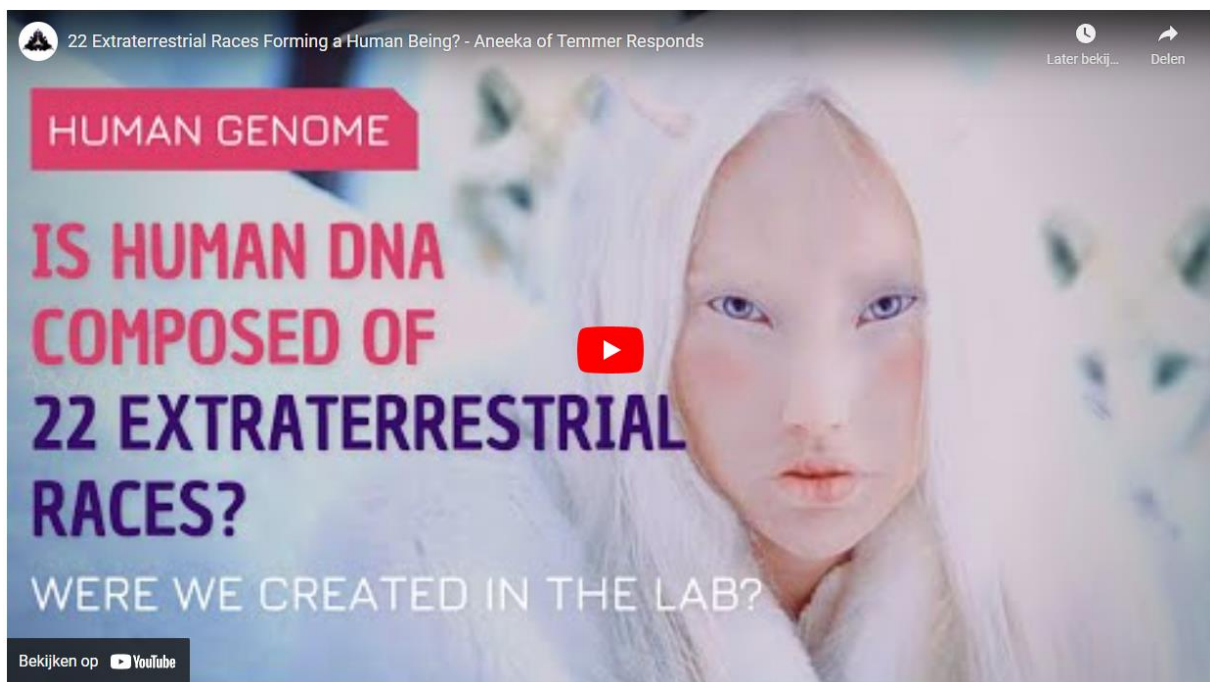 22 Extraterrestrial Races Forming a Human Being? - Aneeka of Temmer Responds
Later bekij...
Delen
HUMAN GENOME
IS HUMAN DNA
COMPOSED OF
22 EXTRATERRESTRIAL
RACES?
WERE WE CREATED IN THE LAB?
Bekijken op YouTube